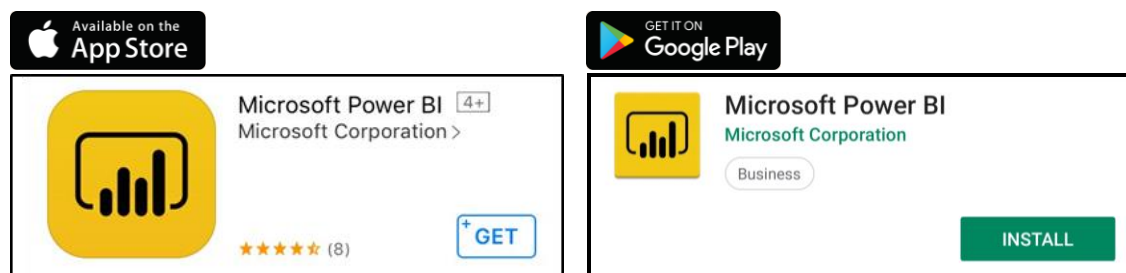 Available on the
App Store
Microsoft Power BI 4+
Microsoft Corporation >
(8)
+ GET
GET IT ON
Google Play
Microsoft Power BI
Microsoft Corporation
Business
INSTALL